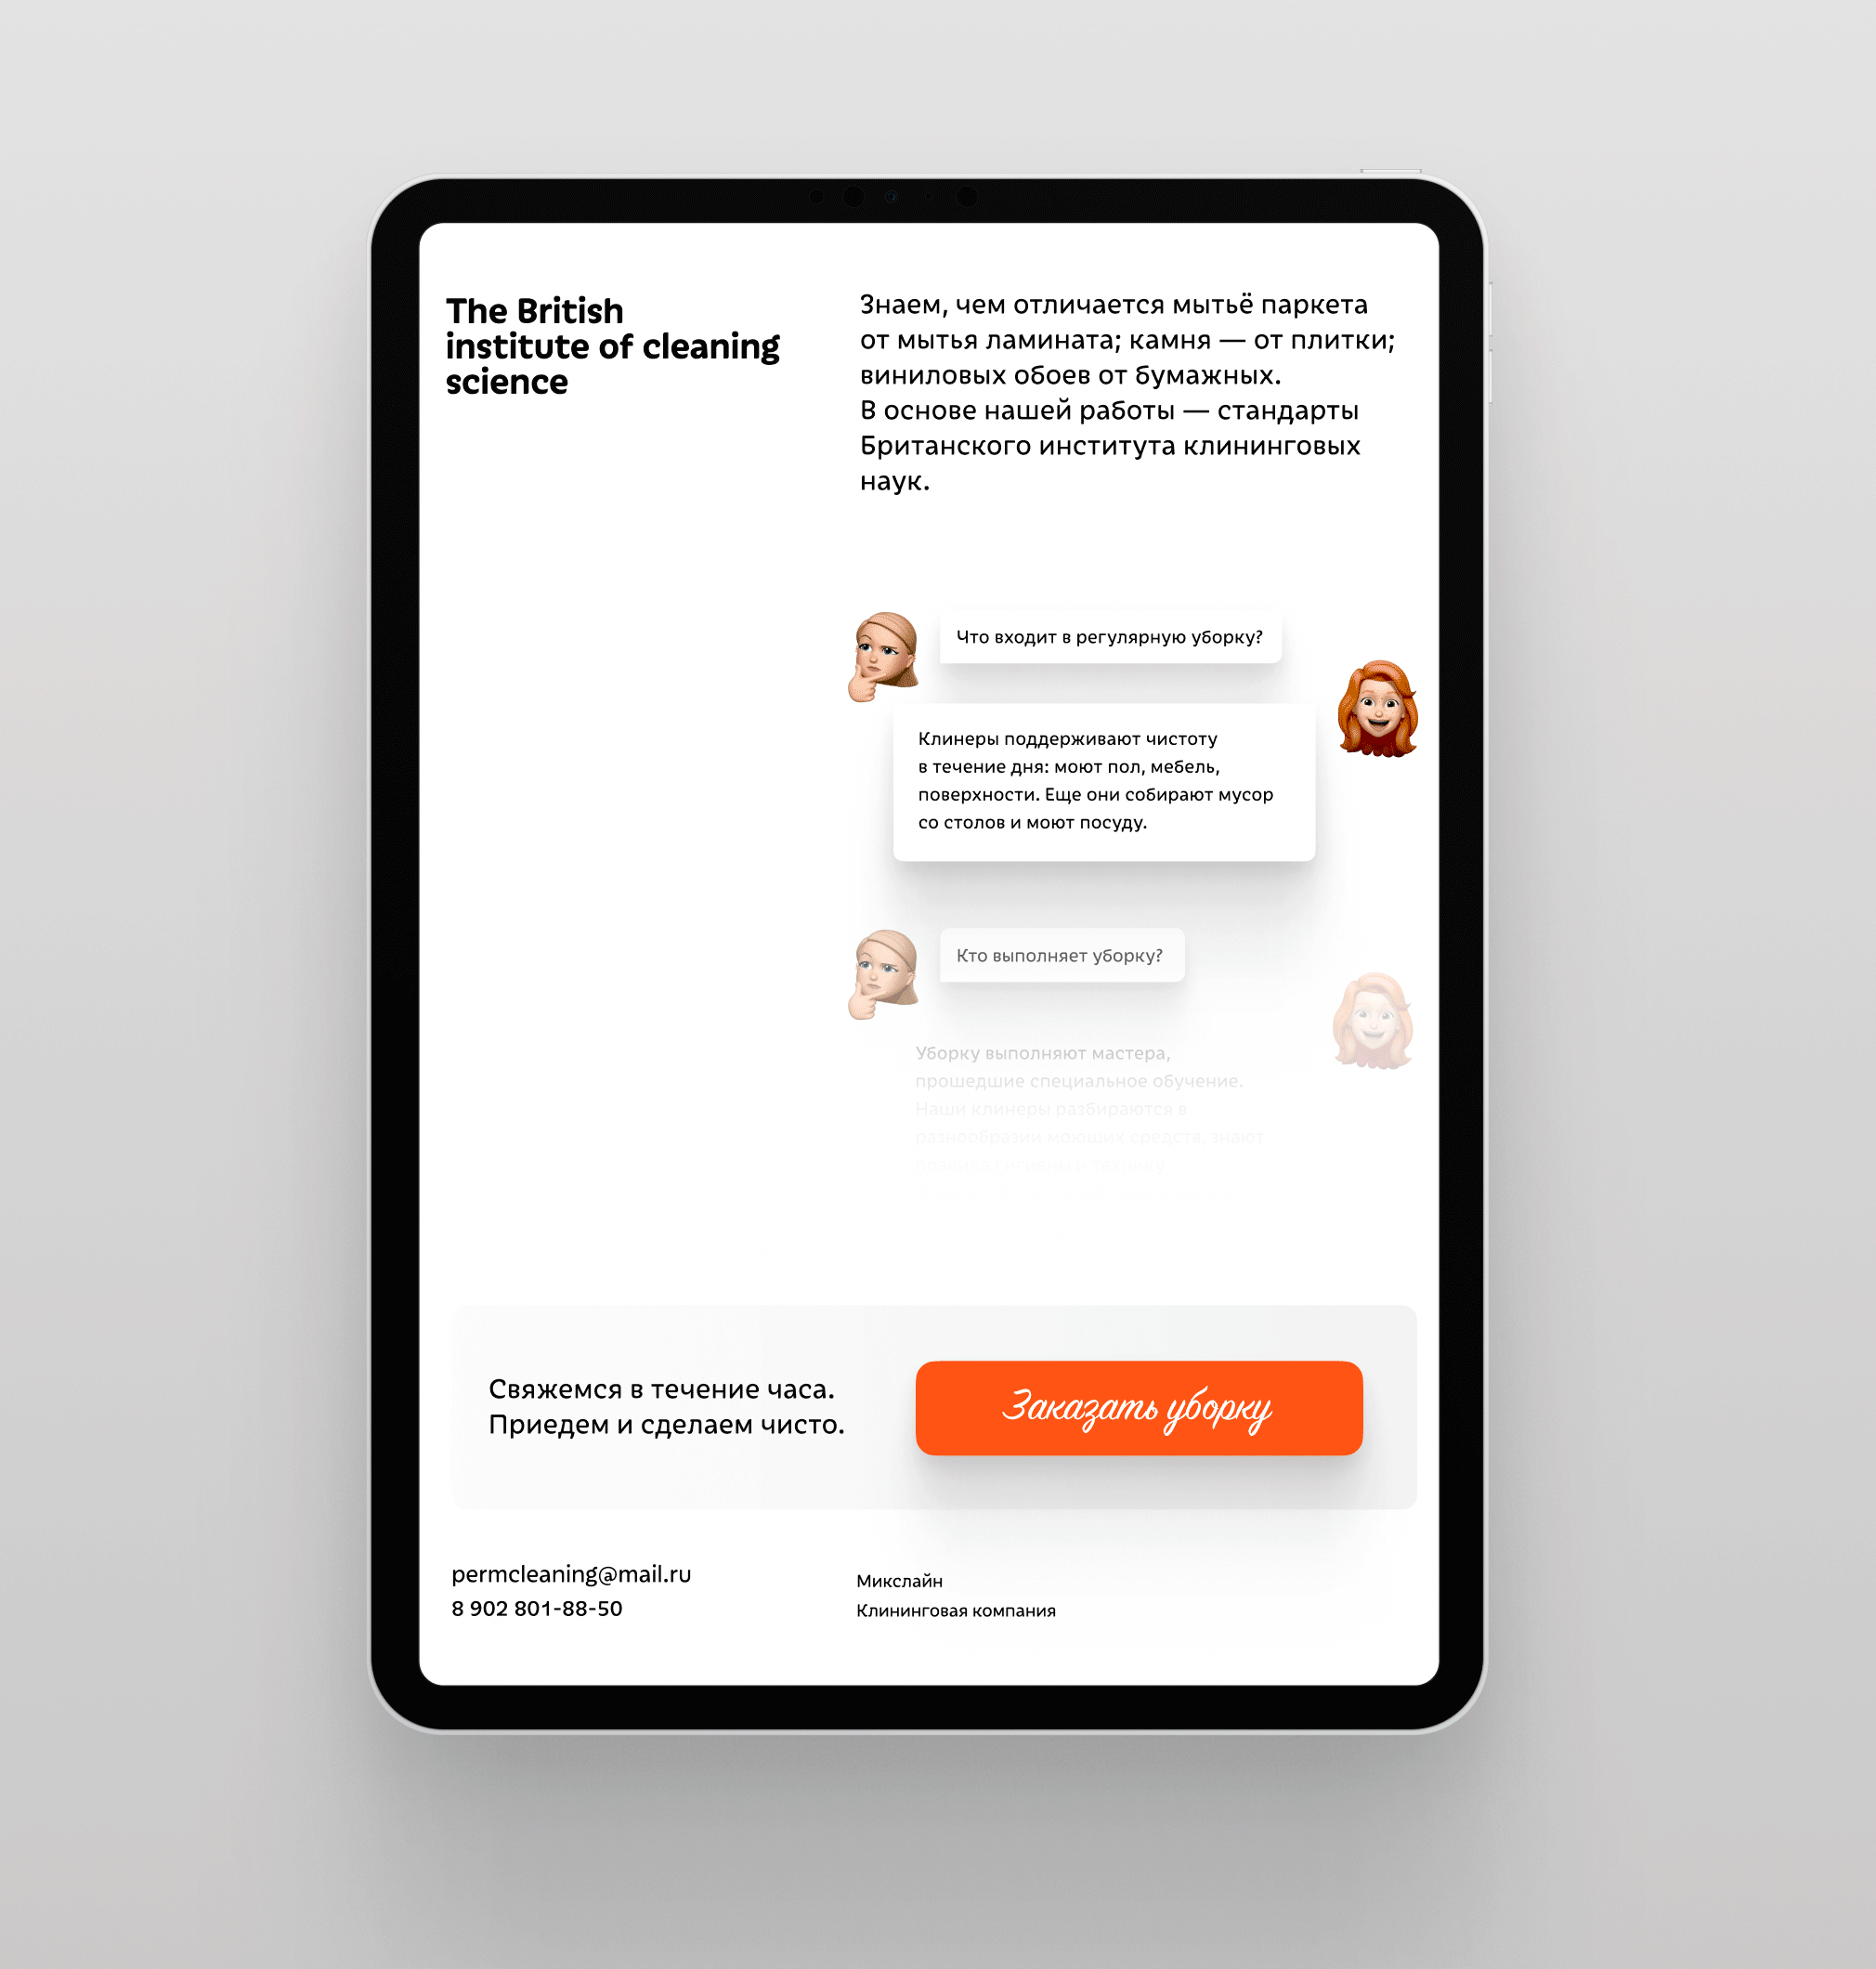 The British
institute of cleaning
science
Знаем, чем отличается мытьё паркета
от мытья ламината; камня — от плитки;
виниловых обоев от бумажных.
В основе нашей работы — стандарты
Британского института клининговых
наук.
Что входит в регулярную уборку?
Клинеры поддерживают чистоту
в течение дня: моют пол, мебель,
поверхности. Еще они собирают мусор
со столов и моют посуду.
Кто выполняет уборку?
Уборку выполняют мастера,
прошедшие специальное обучение.
Наши клинеры разбираются в
разнообразии моющих средств, знают
правила гигиены и технику
Свяжемся в течение часа.
Приедем и сделаем чисто.
Заказать уборку
permcleaning@mail.ru
8 902 801-88-50
Микслайн
Клининговая компания